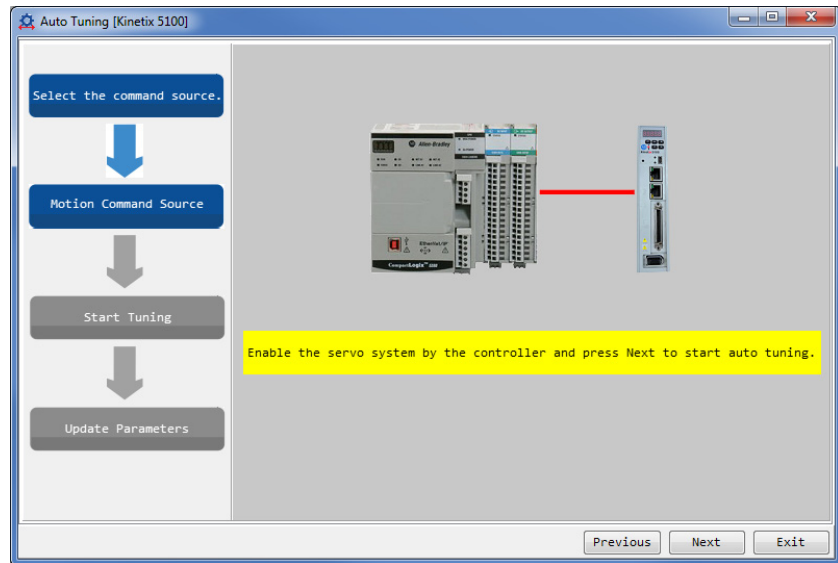 Auto Tuning [Kinetix 5100]
Select the command source.
Motion Command Source
Start Tuning
Update Parameters
Allen-Bradley
EtherNet/IP
CompactLogix
Enable the servo system by the controller and press Next to start auto tuning.
Previous
Next
Exit